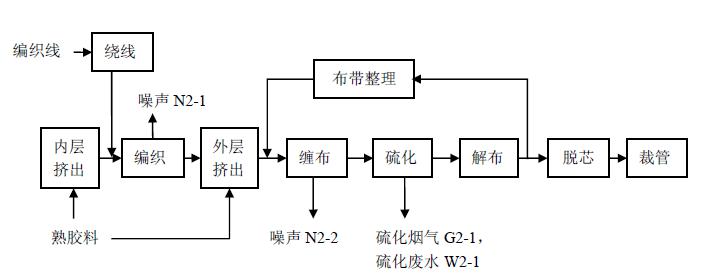 编织线
绕线
布带整理
噪声 N2-1
内层
挤出
编织
外层
挤出
缠布
硫化
解布
脱芯
裁管
熟胶料
噪声 N2-2
硫化烟气 G2-1，
硫化废水 W2-1